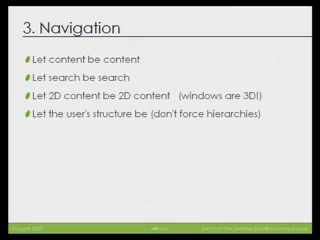 3. Navigation
Let content be content
Let search be search
Let 2D content be 2D content (windows are 3D!)
Let the user's structure be (don't force hierarchies)